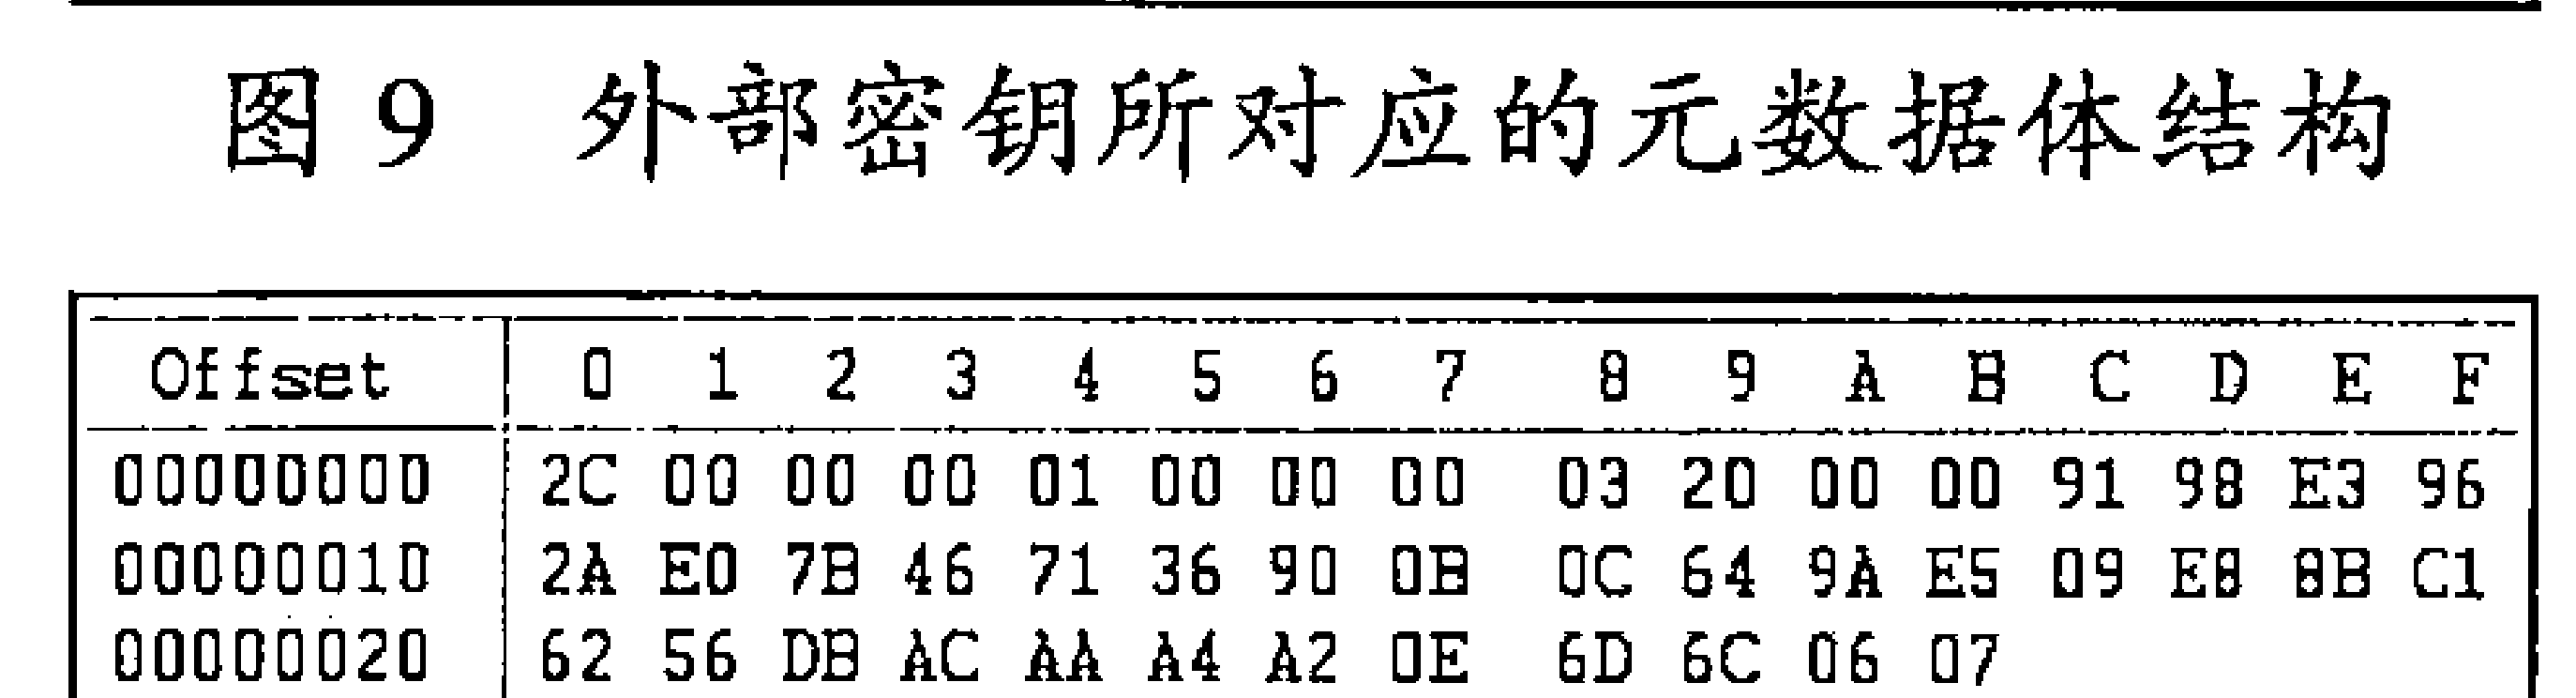 图 9 外部密钥所对应的元数据体结构
Offset 0 1 2 3 4 5 6 7 8 9 A B C D E F
00000000 2C 00 00 00 01 00 00 00 03 20 00 00 91 98 E3 96
00000010 2A E0 7B 46 71 36 90 0B 0C 64 9A E5 09 E8 8B C1
00000020 62 56 DB AC AA A4 A2 0E 6D 6C 06 07